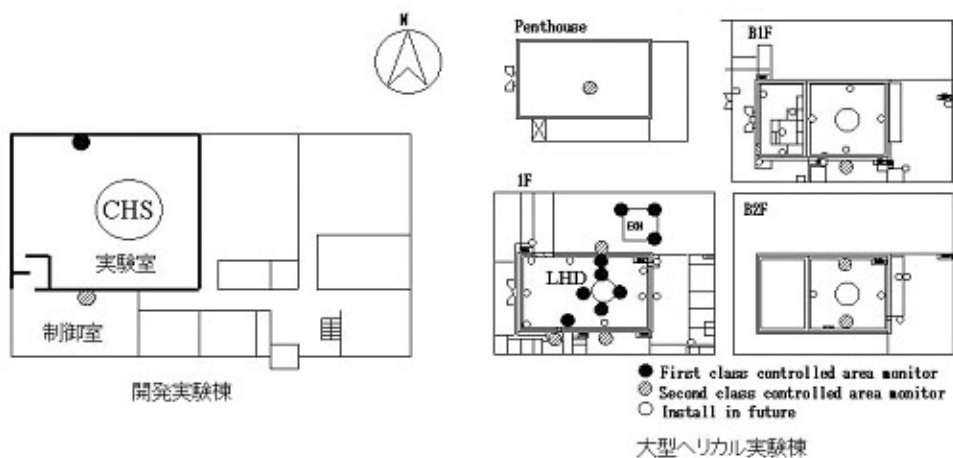 N
Penthouse
B1F
CHS
実験室
制御室
開発実験棟
1F
ECH
LHD
B2F
First class controlled area monitor
Second class controlled area monitor
Install in future
大型ヘリカル実験棟